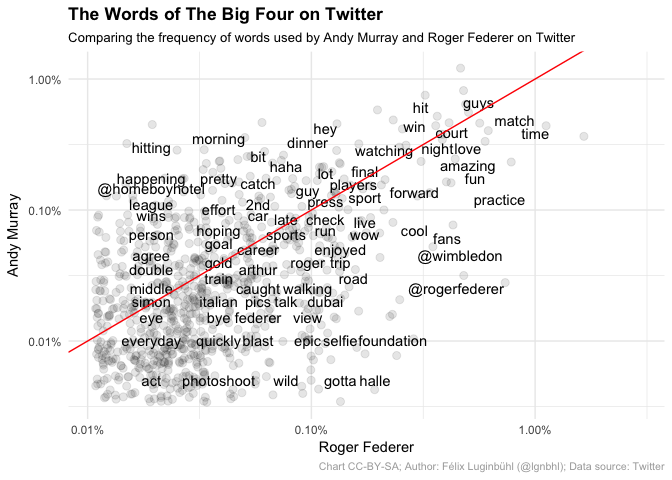 The Words of The Big Four on Twitter
Comparing the frequency of words used by Andy Murray and Roger Federer on Twitter
1.00%
guys
hit
match
win
hey
court
time
morning
dinner
hitting
watching
night love
bit
haha
amazing
lot
final
happening
pretty
fun
catch
players
@homeboyhotel
guy
forward
sport
press
practice
league
2nd
effort
0.10%
wins
car
late
check
live
person
hoping
run
cool
sports
wow
fans
goal
career
enjoyed
agree
@wimbledon
gold
roger
trip
double
arthur
train
road
middle
caught
walking
@rogerfederer
simon
italian
pics
talk
dubai
eye
bye
federer
view
0.01%
everyday
quickly
blast
epic
selfie
foundation
act
photoshoot
wild
gotta
halle
Andy Murray
0.01%
0.10%
1.00%
Roger Federer
Chart CC-BY-SA; Author: Félix Luginbühl (@lgnbhl); Data source: Twitter